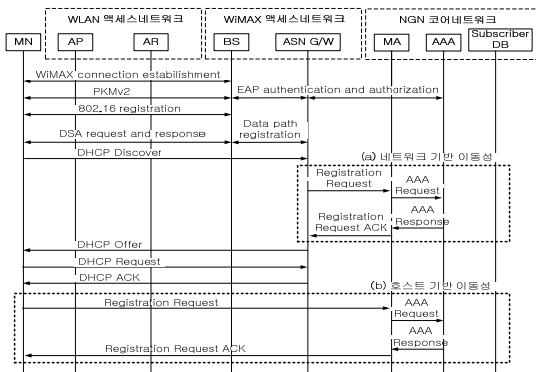 WLAN 액세스네트워크
WiMAX 액세스네트워크
NGN 코어네트워크
MN
AP
AR
BS
ASN G/W
MA
AAA
Subscriber
DB
WiMAX connection estabilishment
PKMv2
EAP authentication and authorization
802.16 registration
DSA request and response
Data path
registration
DHCP Discover
(a) 네트워크 기반 이동성
Registration
Request
AAA
Request
Registration
Request ACK
AAA
Response
DHCP Offer
DHCP Request
DHCP ACK
(b) 호스트 기반 이동성
Registration Request
AAA
Request
AAA
Response
Registration Request ACK